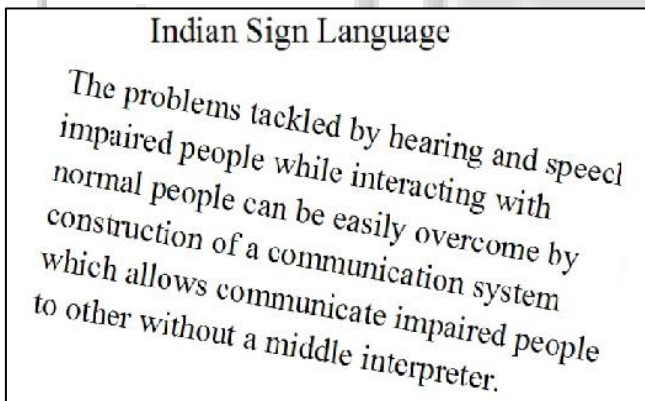 Indian Sign Language
The problems tackled by hearing and speech
impaired people while interacting with
normal people can be easily overcome by
construction of a communication system
which allows communicate impaired people
to other without a middle interpreter.